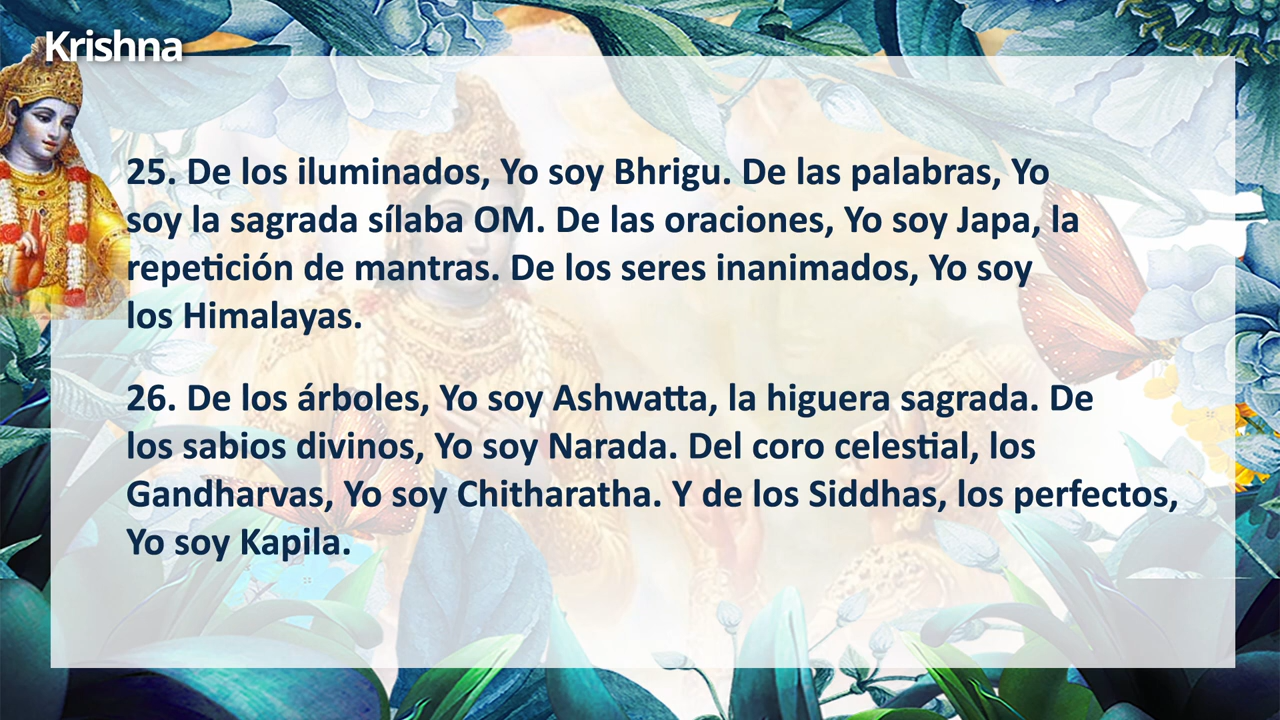 Krishna
25. De los iluminados, Yo soy Bhrigu. De las palabras, Yo
soy la sagrada sílaba OM. De las oraciones, Yo soy Japa, la
repetición de mantras. De los seres inanimados, Yo soy
los Himalayas.
26. De los árboles, Yo soy Ashwatta, la higuera sagrada. De
los sabios divinos, Yo soy Narada. Del coro celestial, los
Gandharvas, Yo soy Chitharatha. Y de los Siddhas, los perfectos,
Yo soy Kapila.